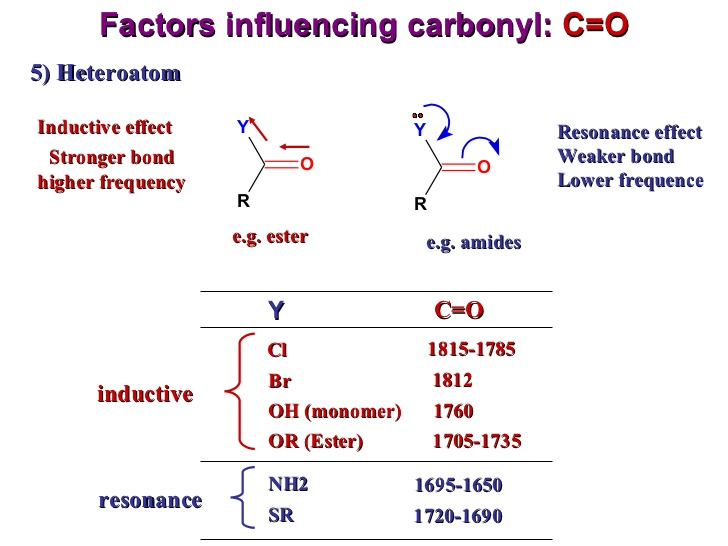 Factors influencing carbonyl: C=O
5) Heteroatom
Inductive effect
Stronger bond
higher frequency
Y
O
R
e.g. ester
Y
O
R
e.g. amides
Resonance effect
Weaker bond
Lower frequence
Y C=O
inductive
Cl 1815-1785
Br 1812
OH (monomer) 1760
OR (Ester) 1705-1735
resonance
NH2 1695-1650
SR 1720-1690